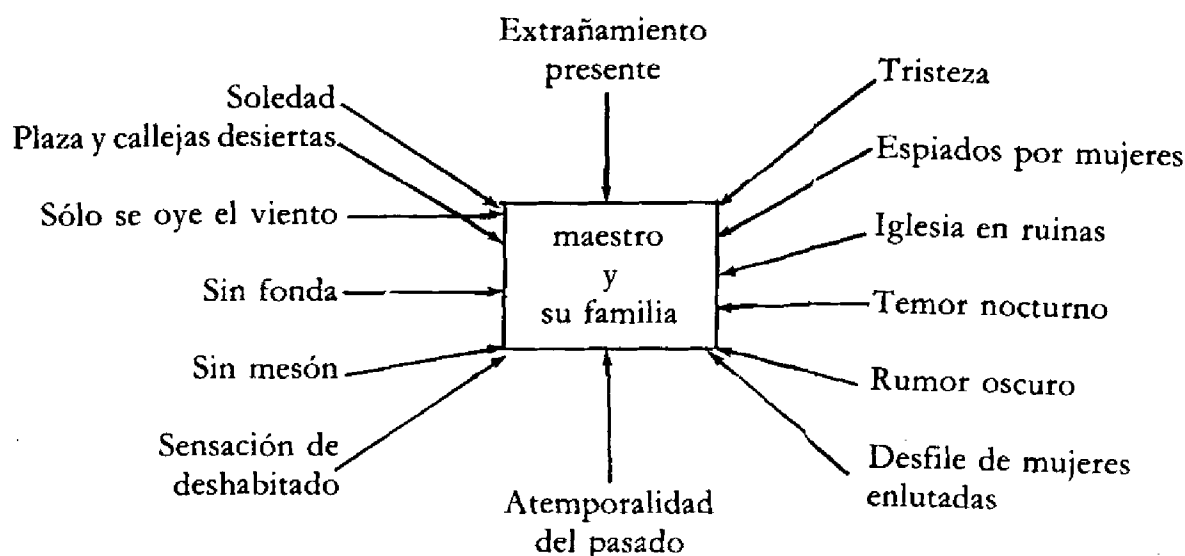 Extrañamiento
presente
Soledad
Plaza y callejas desiertas
Sólo se oye el viento
Sin fonda
Sin mesón
Sensación de
deshabitado
maestro
y
su familia
Tristeza
Espiados por mujeres
Iglesia en ruinas
Temor nocturno
Rumor oscuro
Desfile de mujeres
enlutadas
Atemporalidad
del pasado